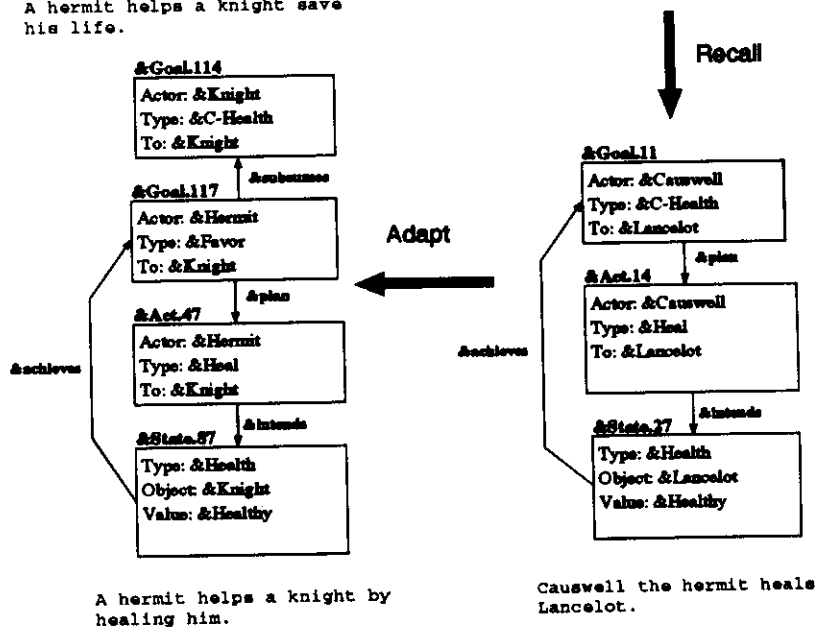 A hermit helps a knight save
his life.
&Goal.114
Actor: &Knight
Type: &C-Health
To: &Knight
&subsumes
&Goal.117
Actor: &Hermit
Type: &Favor
To: &Knight
&plan
&Act.47
Actor: &Hermit
Type: &Heal
To: &Knight
&achieves
&intends
&State.87
Type: &Health
Object: &Knight
Value: &Healthy
A hermit helps a knight by
healing him.
Adapt
Recall
&Goal.11
Actor: &Causwell
Type: &C-Health
To: &Lancelot
&plan
&Act.14
Actor: &Causwell
Type: &Heal
To: &Lancelot
&achieves
&intends
&State.27
Type: &Health
Object: &Lancelot
Value: &Healthy
Causwell the hermit heals
Lancelot.